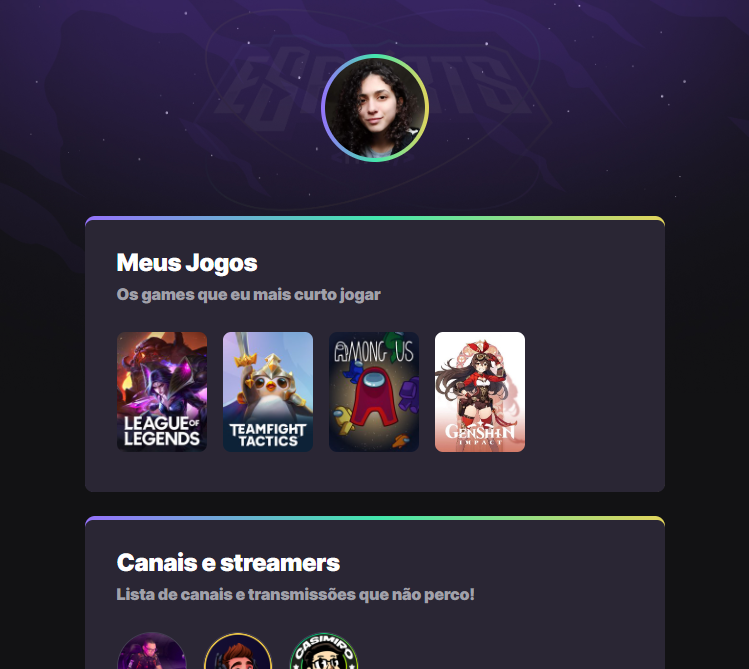 ESPORTS
Meus Jogos
Os games que eu mais curto jogar
LEAGUE OF
LEGENDS
TEAMFIGHT
TACTICS
AMONG US
GENSHIN
IMPACT
Canais e streamers
Lista de canais e transmissões que não perco!
CASIMIRO